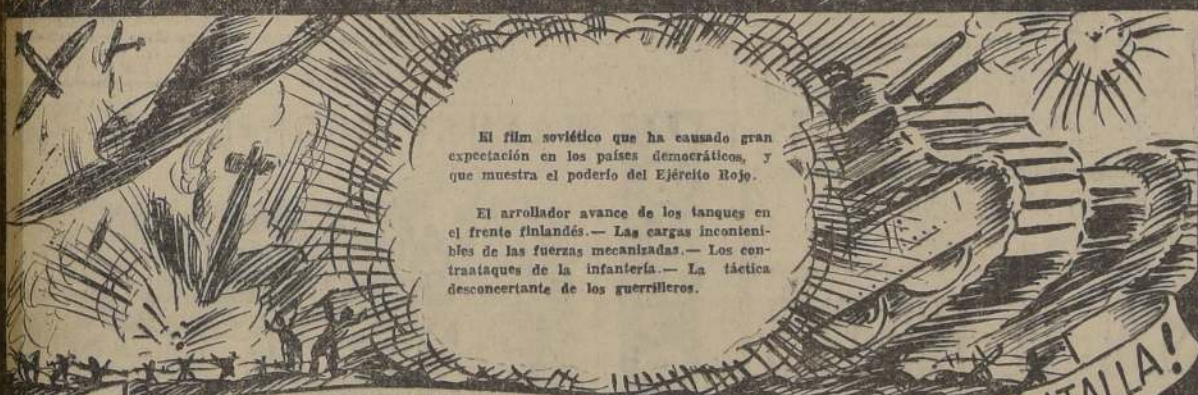 El film soviético que ha causado gran
expectación en los países democráticos, y
que muestra el poderío del Ejército Rojo.
El arrollador avance de los tanques en
el frente finlandés.— Las cargas inconteni-
bles de las fuerzas mecanizadas.— Los con-
traataques de la infantería.— La táctica
desconcertante de los guerrilleros.